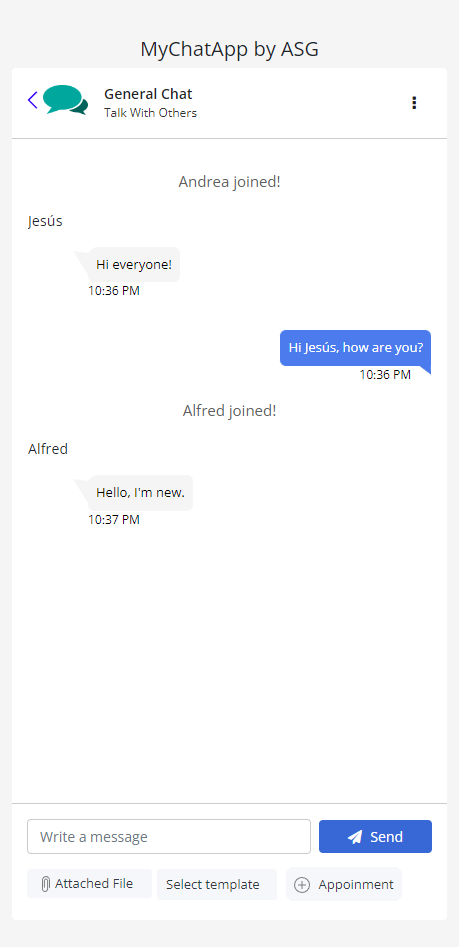 MyChatApp by ASG
General Chat
Talk With Others
Andrea joined!
Jesús
Hi everyone!
10:36 PM
Hi Jesús, how are you?
10:36 PM
Alfred joined!
Alfred
Hello, I'm new.
10:37 PM
Write a message
Send
Attached File
Select template
Appoinment